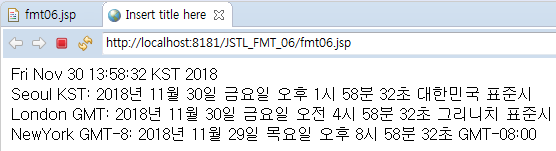 fmt06.jsp
Insert title here
http://localhost:8181/JSTL_FMT_06/fmt06.jsp
Fri Nov 30 13:58:32 KST 2018
Seoul KST: 2018년 11월 30일 금요일 오후 1시 58분 32초 대한민국 표준시
London GMT: 2018년 11월 30일 금요일 오전 4시 58분 32초 그리니치 표준시
NewYork GMT-8: 2018년 11월 29일 목요일 오후 8시 58분 32초 GMT-08:00